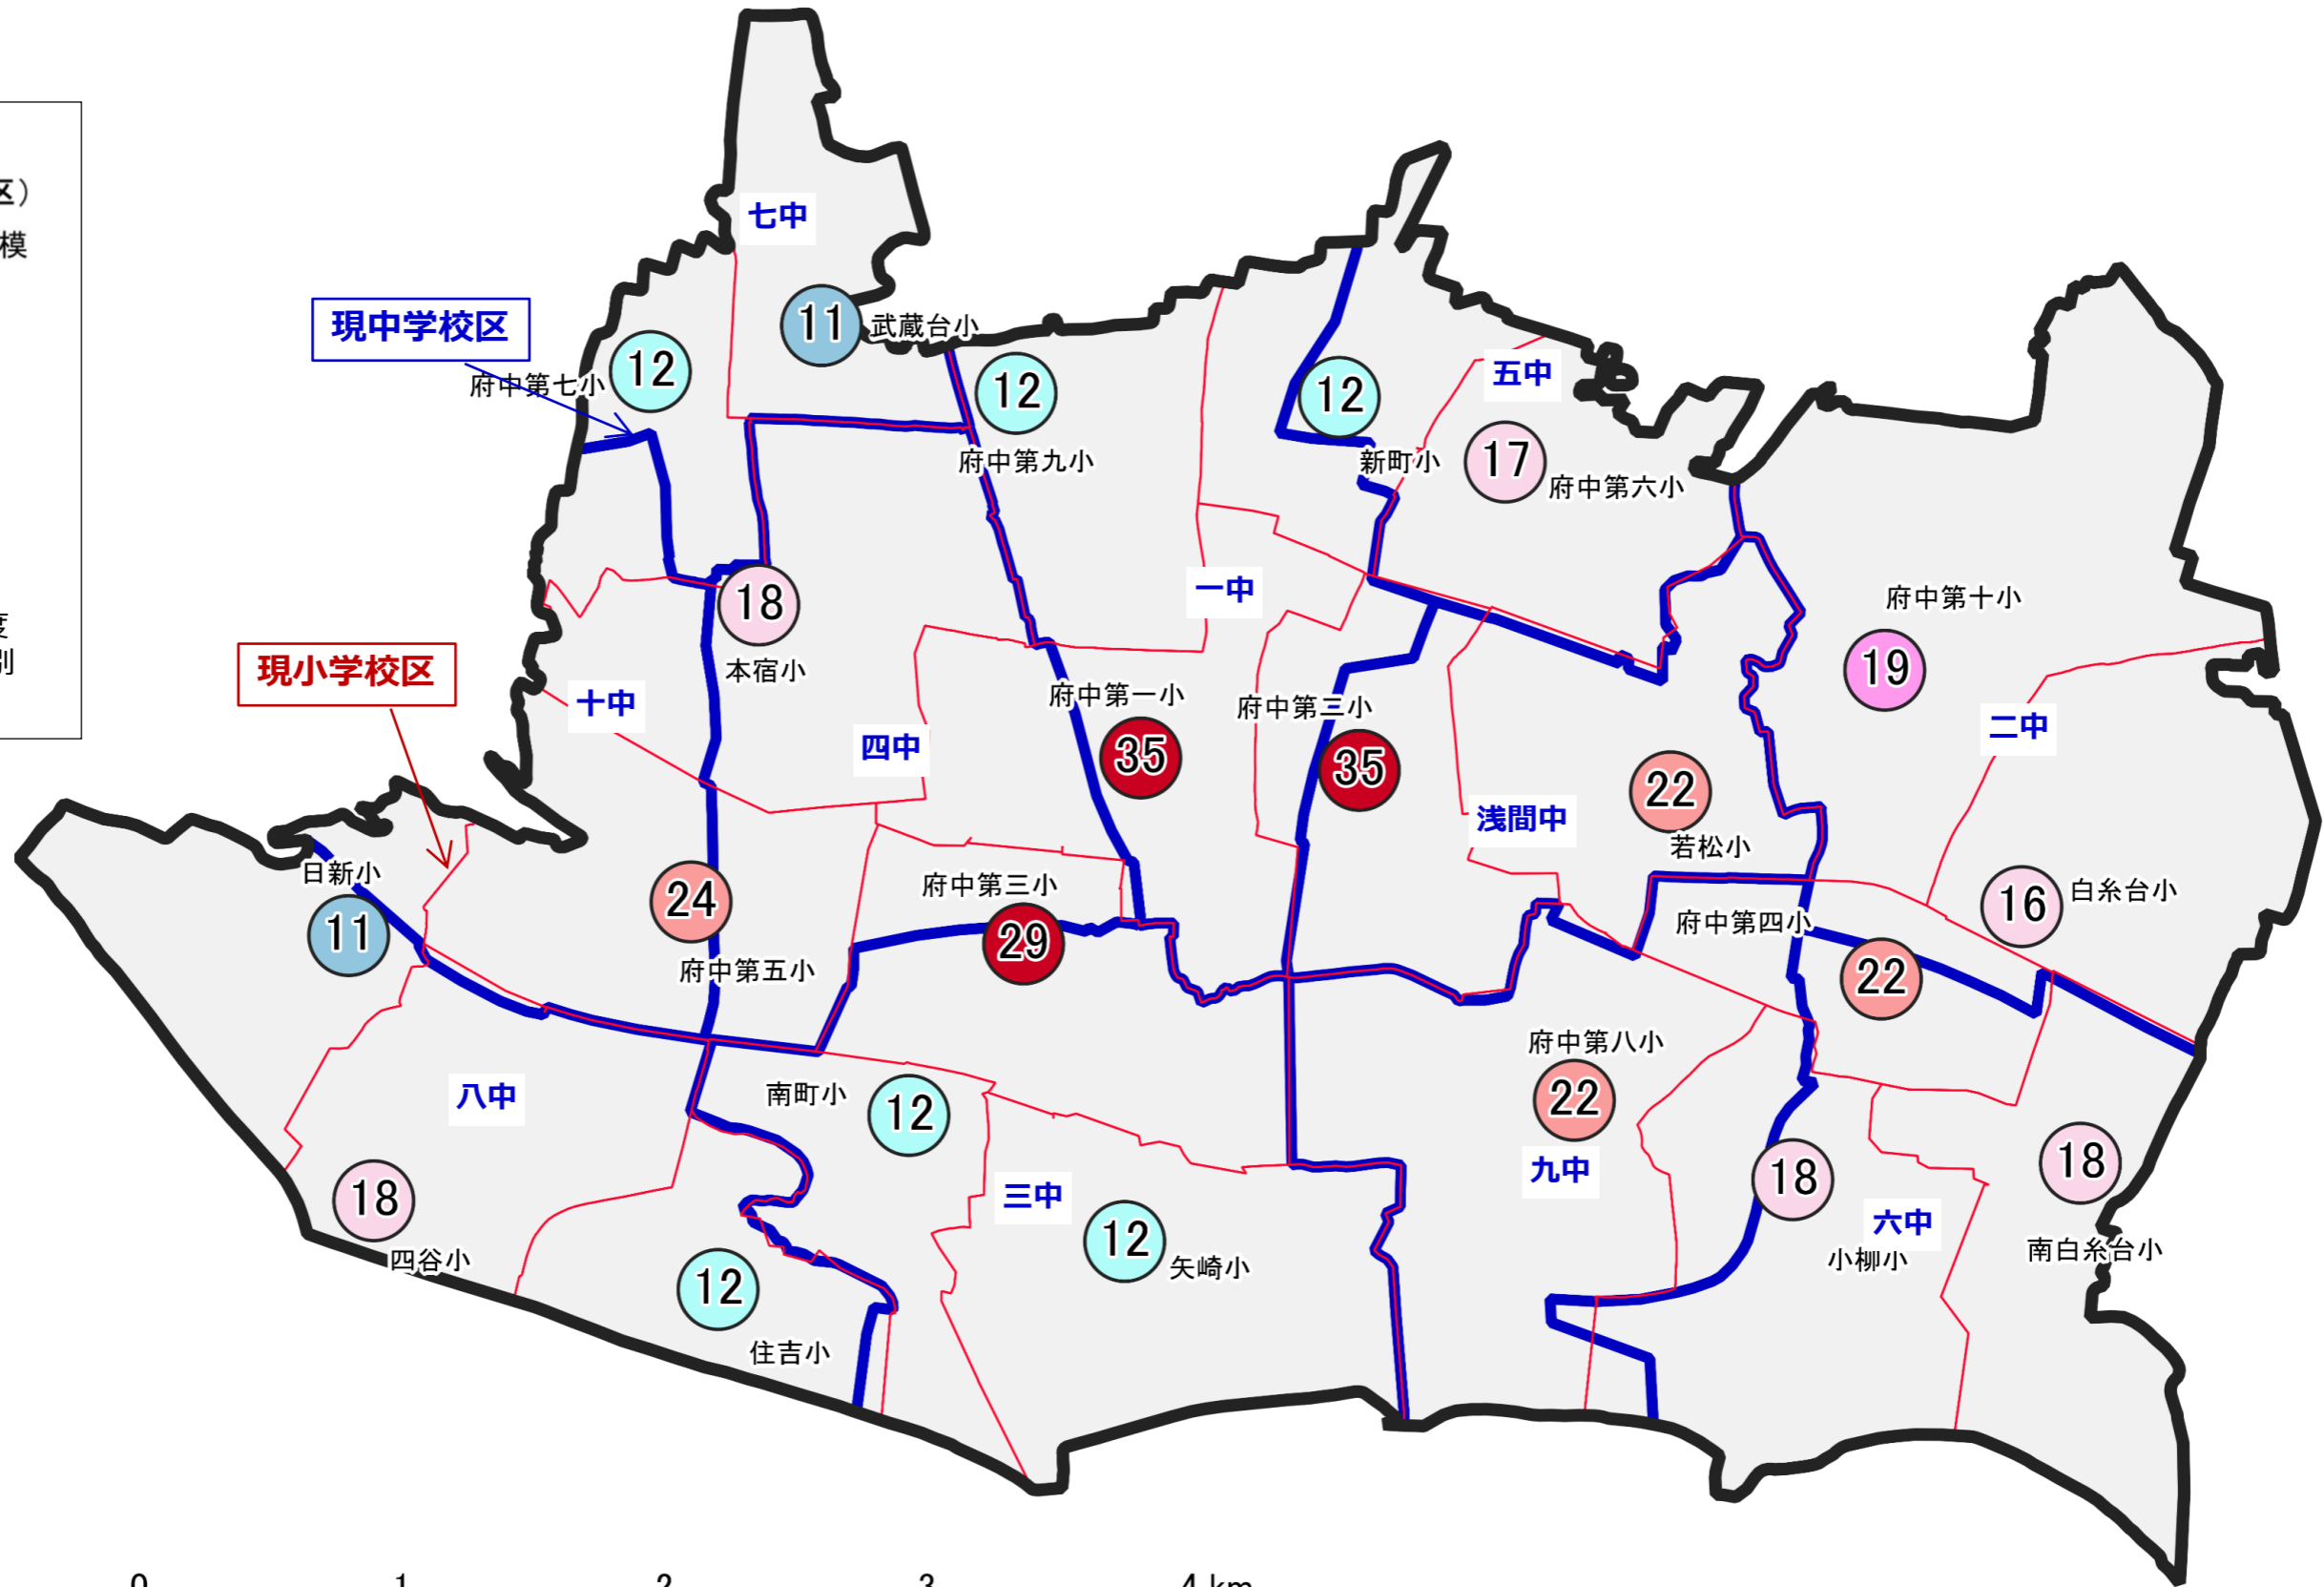 区）
模
度
別
七中
現中学校区
11
武蔵台小
府中第七小
12
12
府中第九小
12
新町小
五中
17
府中第六小
現小学校区
18
本宿小
十中
四中
一中
府中第一小
35
府中第二小
35
浅間中
22
若松小
府中第十小
19
二中
16
白糸台小
日新小
11
24
府中第五小
府中第三小
29
府中第四小
22
八中
南町小
12
府中第八小
22
九中
18
四谷小
12
住吉小
三中
12
矢崎小
18
六中
小柳小
18
南白糸台小
0 1 2 3 4 km